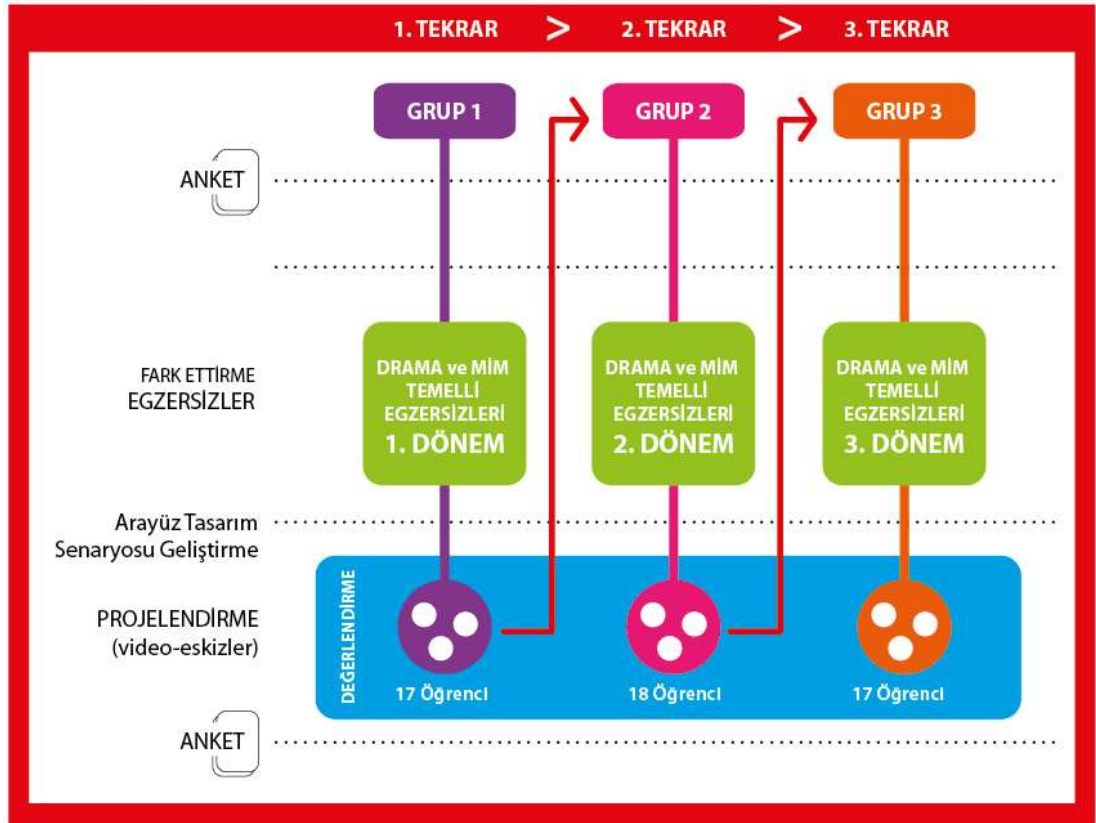 1. TEKRAR > 2. TEKRAR > 3. TEKRAR
GRUP 1
GRUP 2
GRUP 3
ANKET
FARK ETTİRME
EGZERSİZLER
DRAMA ve MİM
TEMELLİ
EGZERSİZLERİ
1. DÖNEM
DRAMA ve MİM
TEMELLİ
EGZERSİZLERİ
2. DÖNEM
DRAMA ve MİM
TEMELLİ
EGZERSİZLERİ
3. DÖNEM
Arayüz Tasarım
Senaryosu Geliştirme
PROJELENDİRME
(video-eskizler)
DEĞERLENDİRME
17 Öğrenci
18 Öğrenci
17 Öğrenci
ANKET